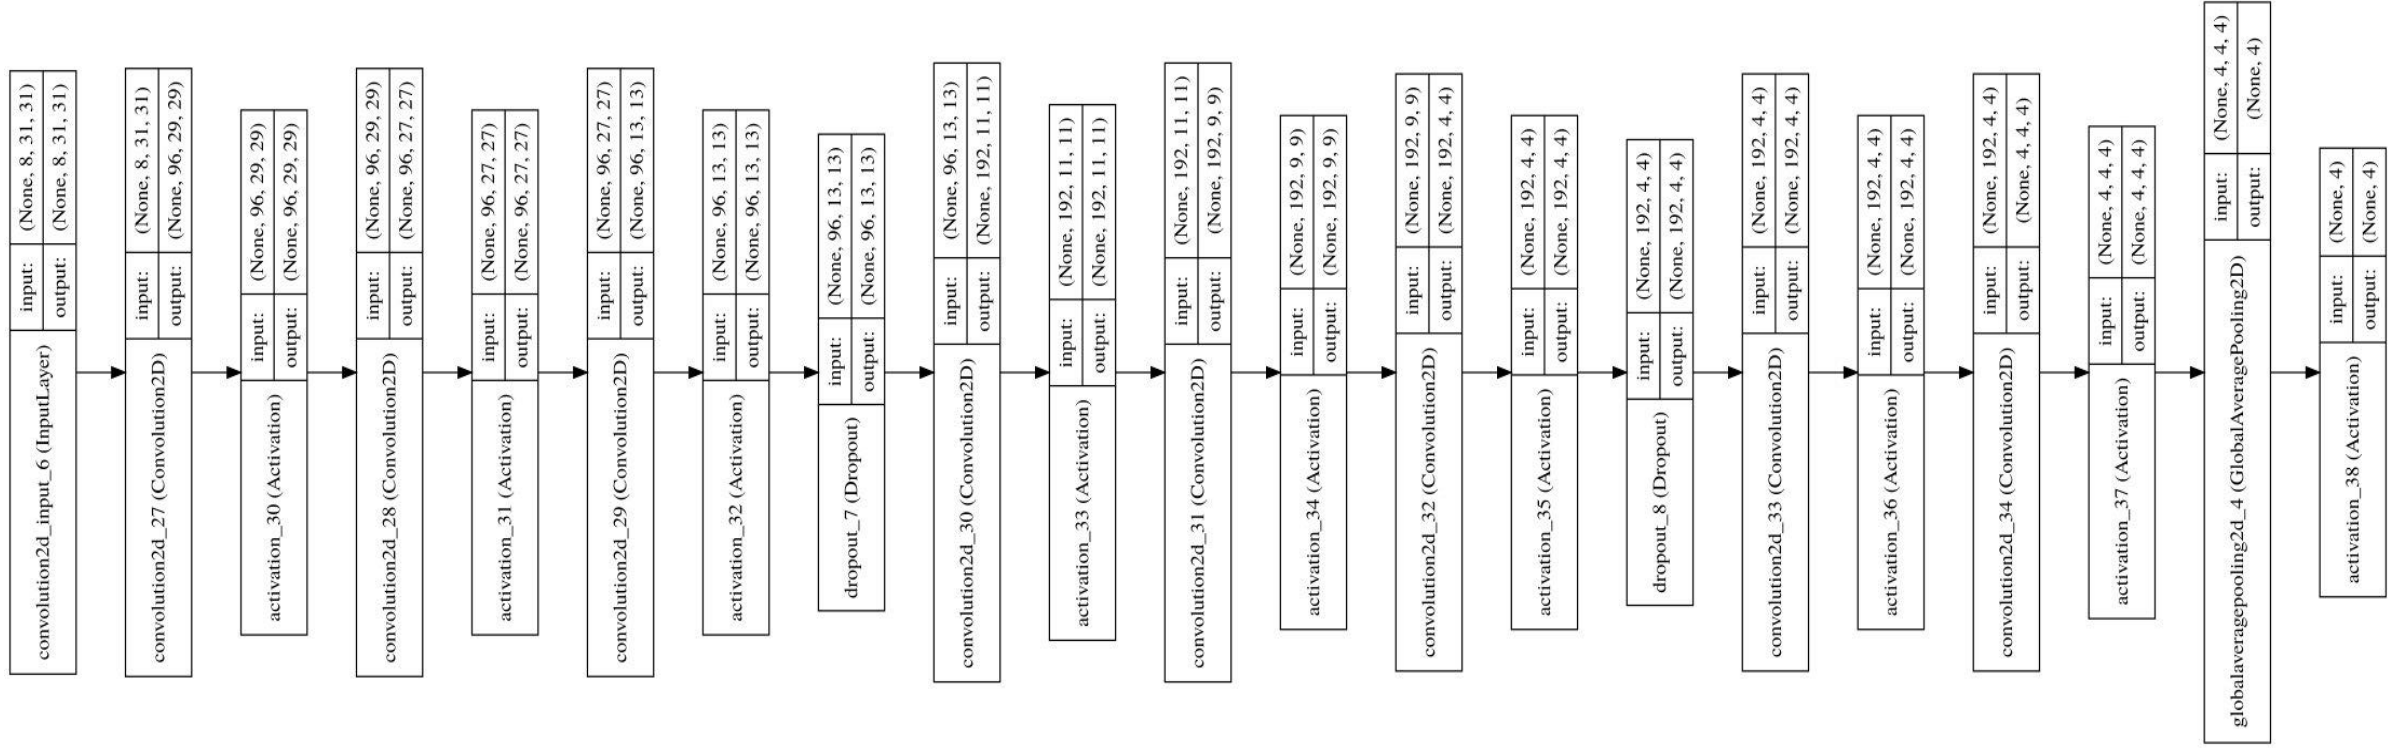 convolution2d_input_6 (InputLayer)
input:
(None, 8, 31, 31)
output:
(None, 8, 31, 31)
convolution2d_27 (Convolution2D)
input:
(None, 8, 31, 31)
output:
(None, 96, 29, 29)
activation_30 (Activation)
input:
(None, 96, 29, 29)
output:
(None, 96, 29, 29)
convolution2d_28 (Convolution2D)
input:
(None, 96, 29, 29)
output:
(None, 96, 27, 27)
activation_31 (Activation)
input:
(None, 96, 27, 27)
output:
(None, 96, 27, 27)
convolution2d_29 (Convolution2D)
input:
(None, 96, 27, 27)
output:
(None, 96, 13, 13)
activation_32 (Activation)
input:
(None, 96, 13, 13)
output:
(None, 96, 13, 13)
dropout_7 (Dropout)
input:
(None, 96, 13, 13)
output:
(None, 96, 13, 13)
convolution2d_30 (Convolution2D)
input:
(None, 96, 13, 13)
output:
(None, 192, 11, 11)
activation_33 (Activation)
input:
(None, 192, 11, 11)
output:
(None, 192, 11, 11)
convolution2d_31 (Convolution2D)
input:
(None, 192, 11, 11)
output:
(None, 192, 9, 9)
activation_34 (Activation)
input:
(None, 192, 9, 9)
output:
(None, 192, 9, 9)
convolution2d_32 (Convolution2D)
input:
(None, 192, 9, 9)
output:
(None, 192, 4, 4)
activation_35 (Activation)
input:
(None, 192, 4, 4)
output:
(None, 192, 4, 4)
dropout_8 (Dropout)
input:
(None, 192, 4, 4)
output:
(None, 192, 4, 4)
convolution2d_33 (Convolution2D)
input:
(None, 192, 4, 4)
output:
(None, 192, 4, 4)
activation_36 (Activation)
input:
(None, 192, 4, 4)
output:
(None, 192, 4, 4)
convolution2d_34 (Convolution2D)
input:
(None, 192, 4, 4)
output:
(None, 4, 4, 4)
activation_37 (Activation)
input:
(None, 4, 4, 4)
output:
(None, 4, 4, 4)
globalaveragepooling2d_4 (GlobalAveragePooling2D)
input:
(None, 4, 4, 4)
output:
(None, 4)
activation_38 (Activation)
input:
(None, 4)
output:
(None, 4)